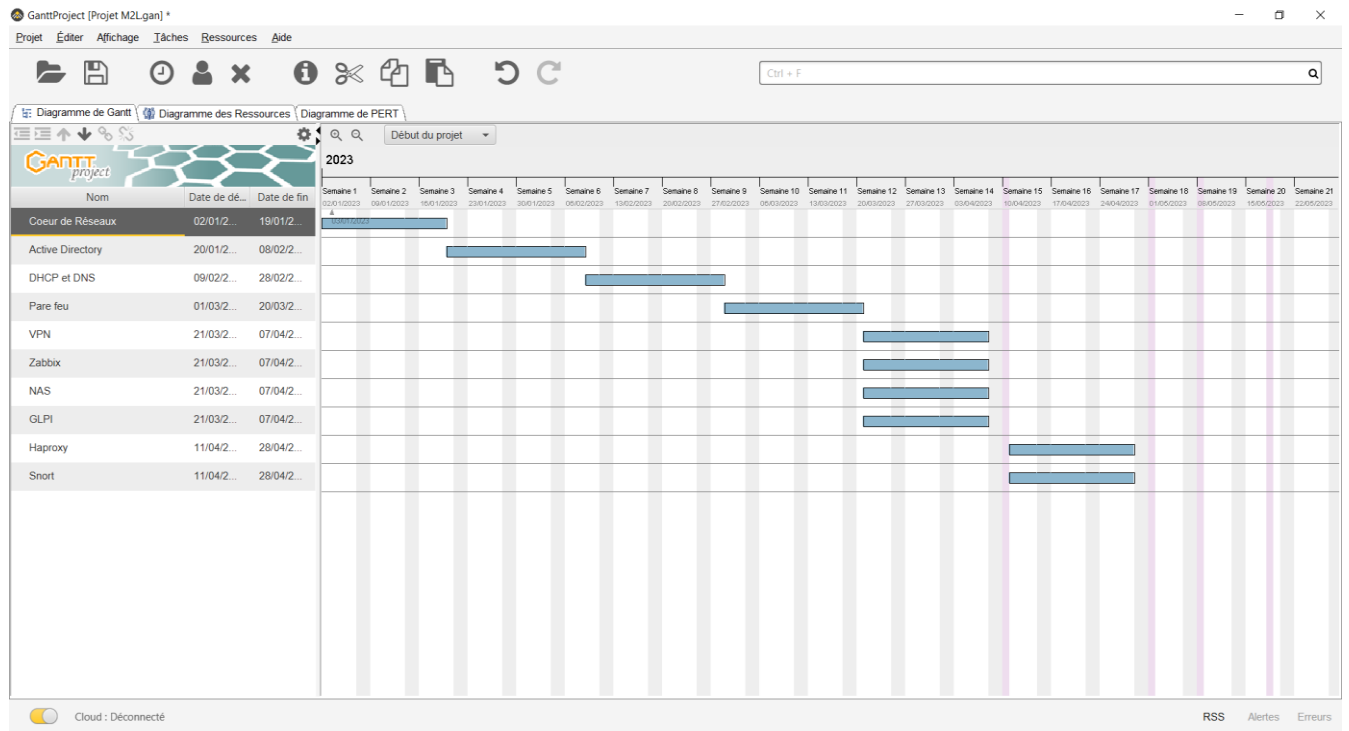 GanttProject [Projet M2L.gan] *
Projet Éditer Affichage Tâches Ressources Aide
Ctrl + F
Diagramme de Gantt Diagramme des Ressources Diagramme de PERT
Début du projet
GANTT project
2023
Semaine 1 Semaine 2 Semaine 3 Semaine 4 Semaine 5 Semaine 6 Semaine 7 Semaine 8 Semaine 9 Semaine 10 Semaine 11 Semaine 12 Semaine 13 Semaine 14 Semaine 15 Semaine 16 Semaine 17 Semaine 18 Semaine 19 Semaine 20 Semaine 21
Nom Date de dé... Date de fin 02/01/2023 09/01/2023 16/01/2023 23/01/2023 30/01/2023 06/02/2023 13/02/2023 20/02/2023 27/02/2023 06/03/2023 13/03/2023 20/03/2023 27/03/2023 03/04/2023 10/04/2023 17/04/2023 24/04/2023 01/05/2023 08/05/2023 15/05/2023 22/05/2023
Coeur de Réseaux 02/01/2... 19/01/2...
Active Directory 20/01/2... 08/02/2...
DHCP et DNS 09/02/2... 28/02/2...
Pare feu 01/03/2... 20/03/2...
VPN 21/03/2... 07/04/2...
Zabbix 21/03/2... 07/04/2...
NAS 21/03/2... 07/04/2...
GLPI 21/03/2... 07/04/2...
Haproxy 11/04/2... 28/04/2...
Snort 11/04/2... 28/04/2...
Cloud : Déconnecté RSS Alertes Erreurs